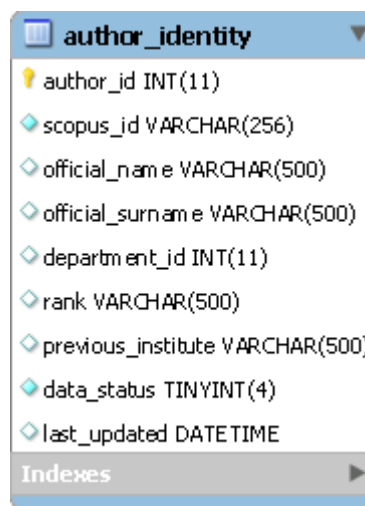 author_identity
author_id INT(11)
scopus_id VARCHAR(256)
official_name VARCHAR(500)
official_surname VARCHAR(500)
department_id INT(11)
rank VARCHAR(500)
previous_institute VARCHAR(500)
data_status TINYINT(4)
last_updated DATETIME
Indexes